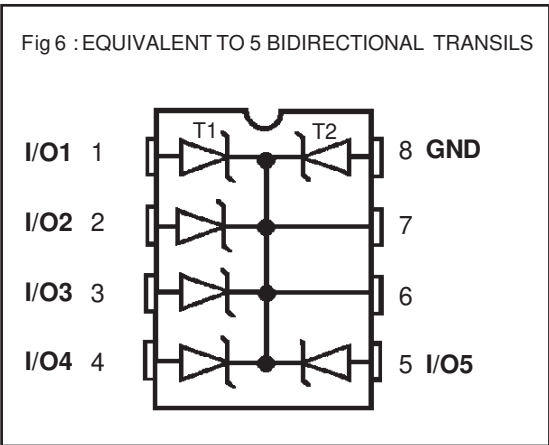 Fig 6 : EQUIVALENT TO 5 BIDIRECTIONAL TRANSILS
T1 T2
I/O1 1 8 GND
I/O2 2 7
I/O3 3 6
I/O4 4 5 I/O5